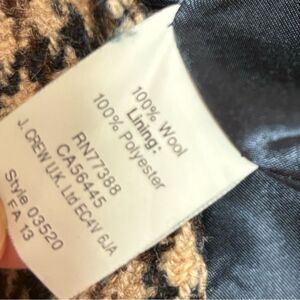 100% Wool
Lining:
100% Polyester
RN77388
CA56445
J. CREW U.K. Ltd EC4V 6JA
Style 03520
FA 13